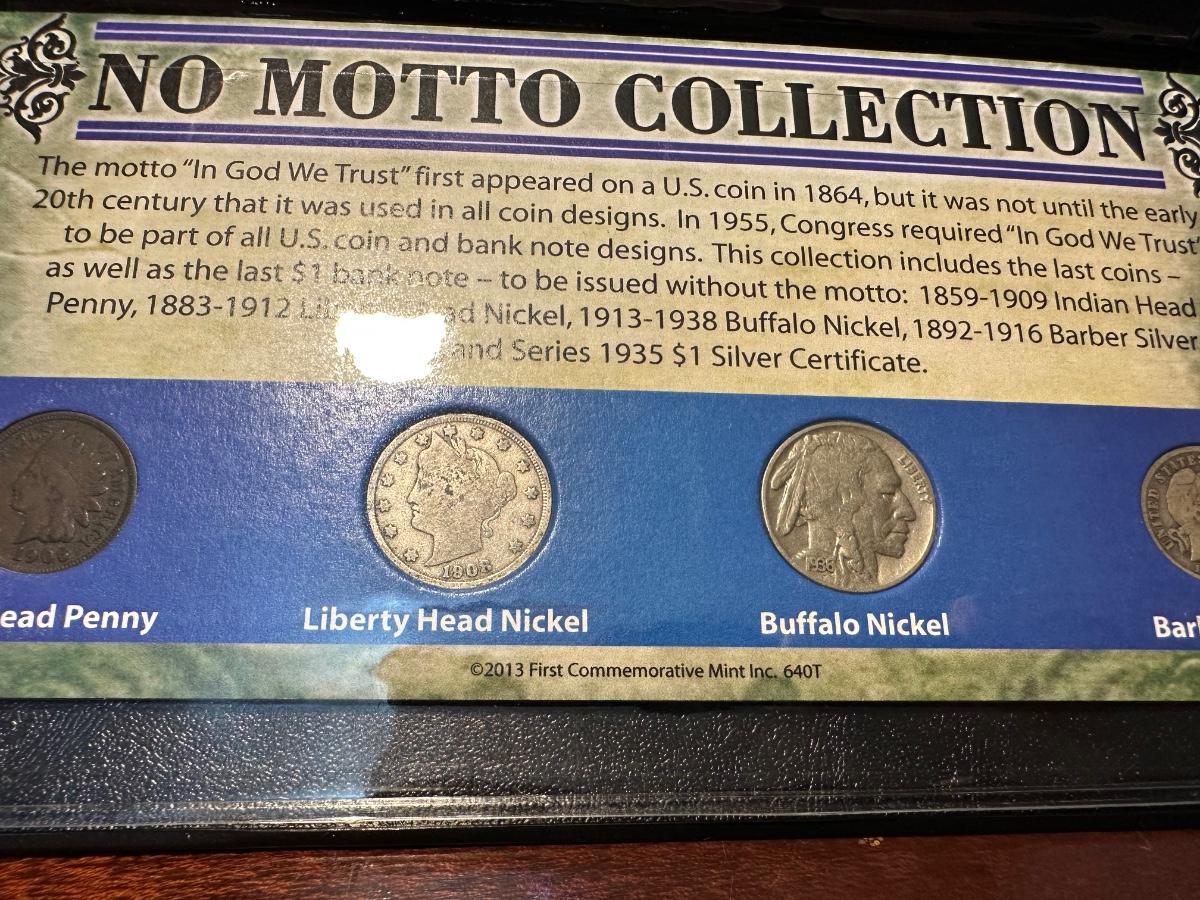 NO MOTTO COLLECTION
The motto “In God We Trust” first appeared on a U.S. coin in 1864, but it was not until the early
20th century that it was used in all coin designs. In 1955, Congress required “In God We Trust”
to be part of all U.S. coin and bank note designs. This collection includes the last coins –
as well as the last $1 bank note – to be issued without the motto: 1859-1909 Indian Head
Penny, 1883-1912 Nickel, 1913-1938 Buffalo Nickel, 1892-1916 Barber Silver
and Series 1935 $1 Silver Certificate.
LIBERTY
UNITED STATES
1936
ead Penny
Liberty Head Nickel
Buffalo Nickel
Bar
©2013 First Commemorative Mint Inc. 640T